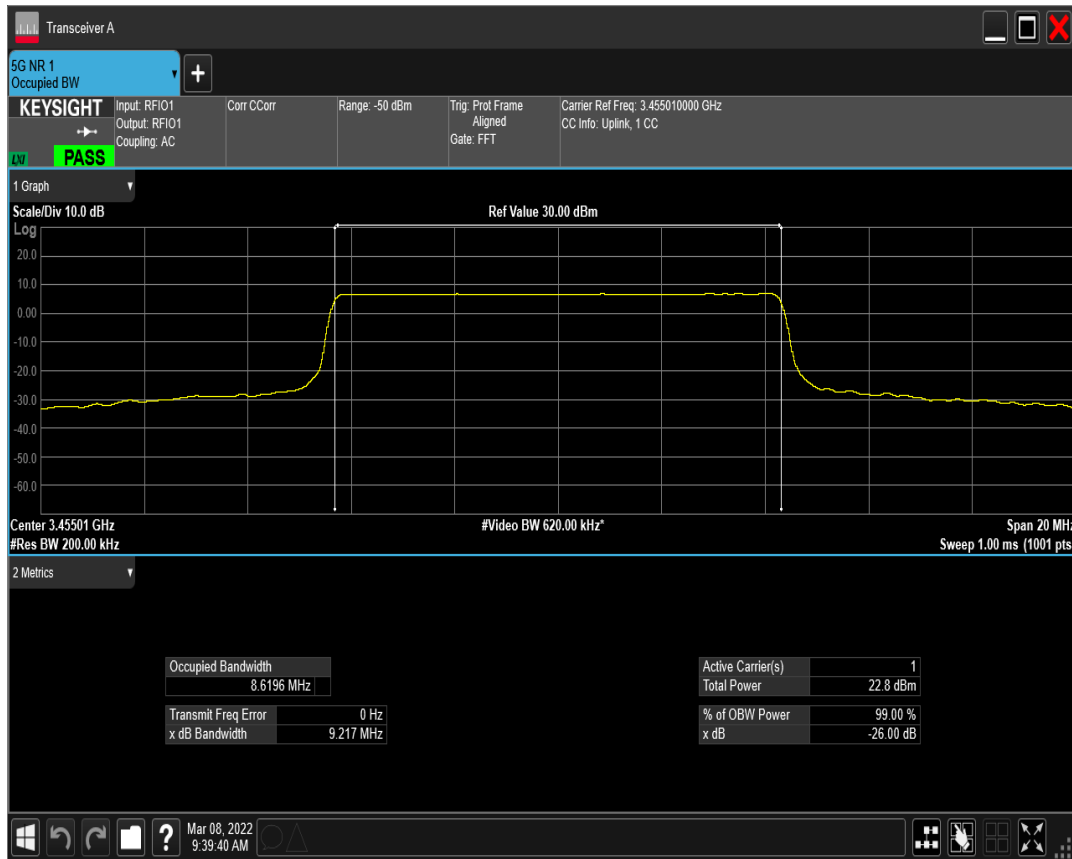 Transceiver A
5G NR 1
Occupied BW
KEYSIGHT
LXI
PASS
Input: RFIO1
Output: RFIO1
Coupling: AC
Corr CCorr
Range: -50 dBm
Trig: Prot Frame
Aligned
Gate: FFT
Carrier Ref Freq: 3.455010000 GHz
CC Info: Uplink, 1 CC
1 Graph
Scale/Div 10.0 dB
Ref Value 30.00 dBm
Log
20.0
10.0
0.00
-10.0
-20.0
-30.0
-40.0
-50.0
-60.0
Center 3.45501 GHz
#Video BW 620.00 kHz*
Span 20 MHz
#Res BW 200.00 kHz
Sweep 1.00 ms (1001 pts
2 Metrics
Occupied Bandwidth
8.6196 MHz
Transmit Freq Error 0 Hz
x dB Bandwidth 9.217 MHz
Active Carrier(s) 1
Total Power 22.8 dBm
% of OBW Power 99.00 %
x dB -26.00 dB
?
Mar 08, 2022
9:39:40 AM